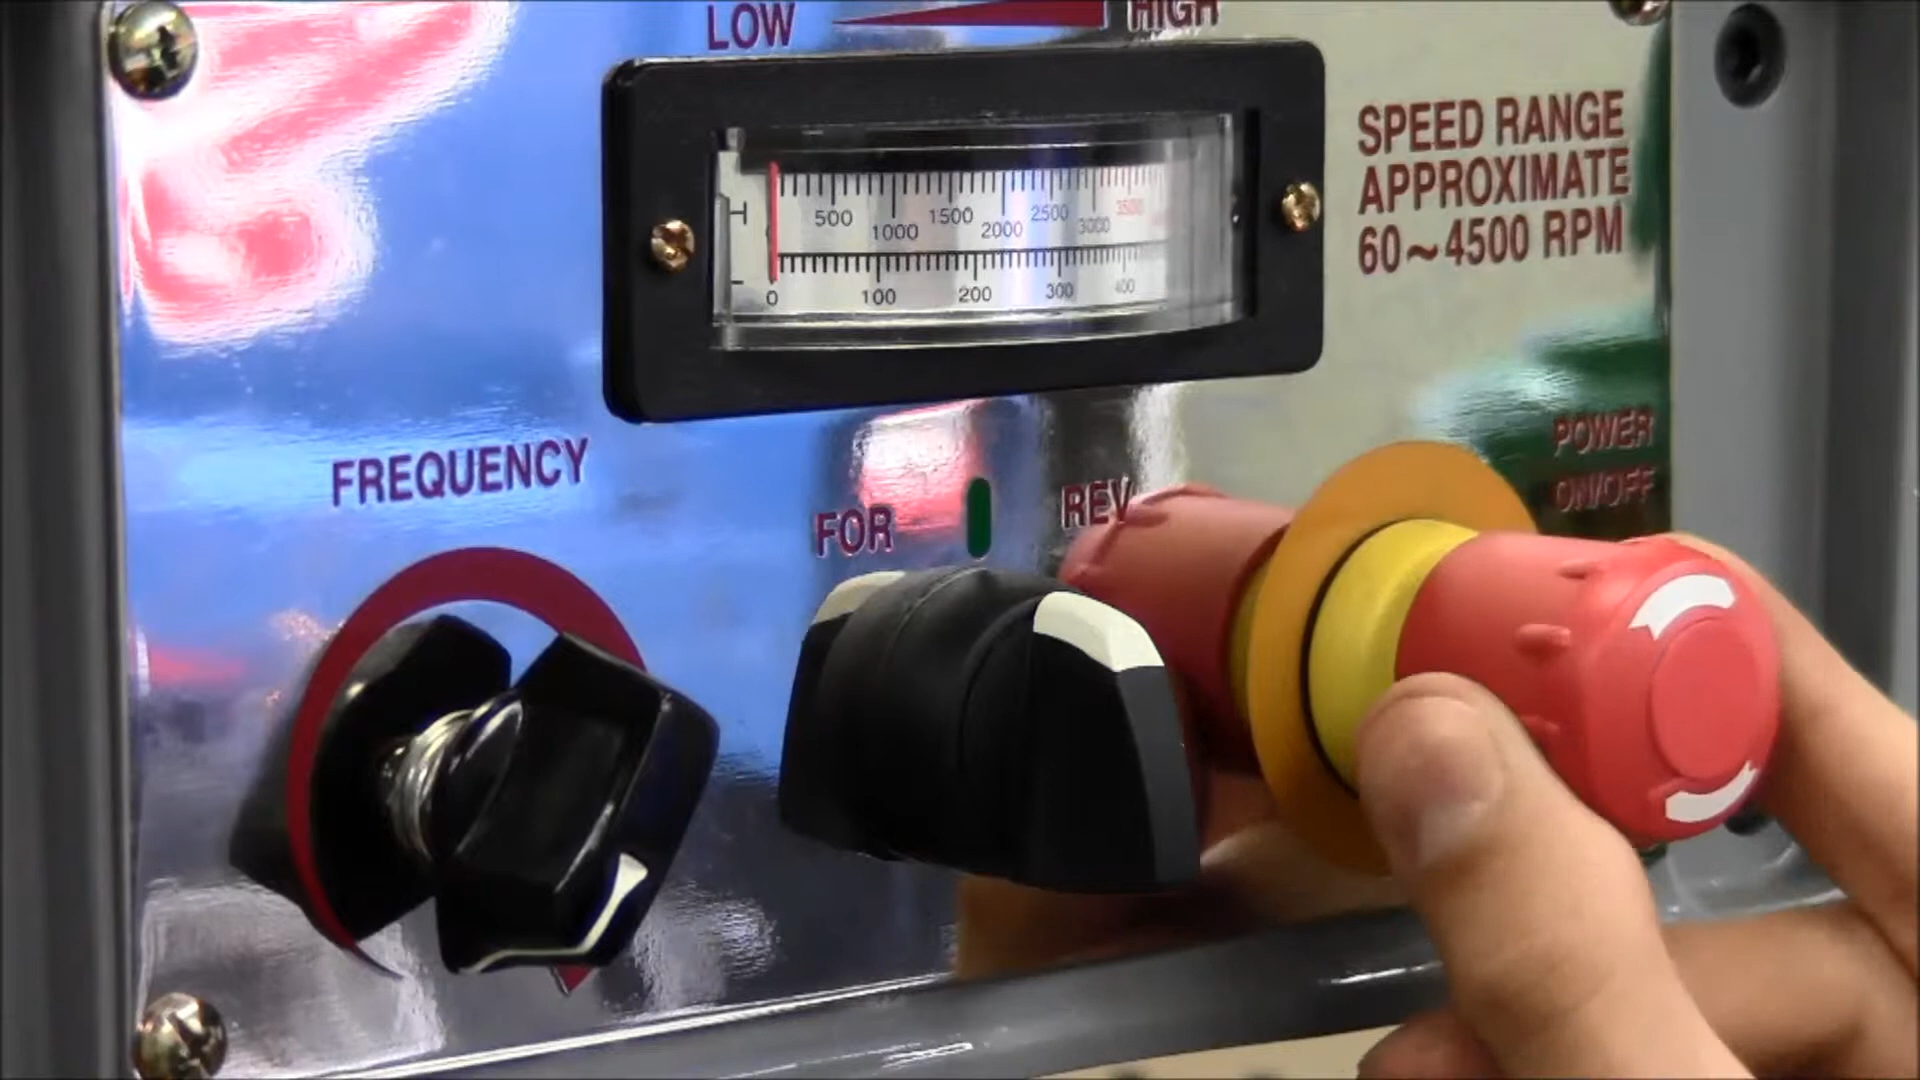 LOW HIGH
500 1000 1500 2000 2500 3000 3500
0 100 200 300 400
SPEED RANGE
APPROXIMATE
60~4500 RPM
FREQUENCY
FOR REV
POWER
ON/OFF